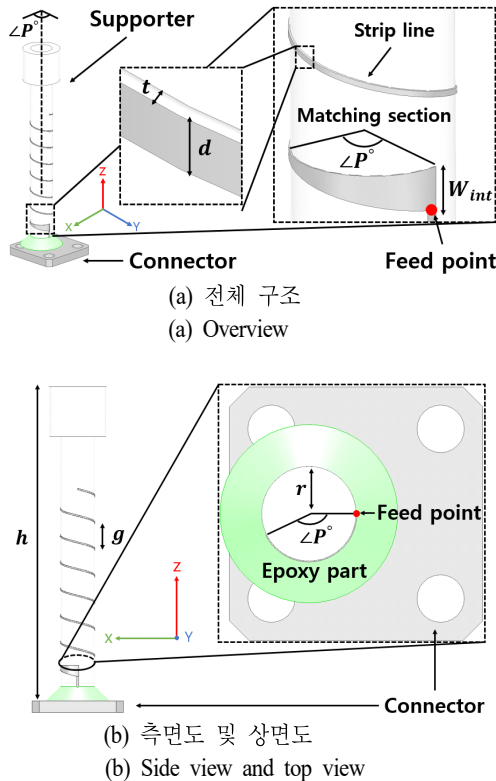 ∠P°
Supporter
t
d
Strip line
Matching section
∠P°
W_int
Z
X
Y
Connector
Feed point
(a) 전체 구조
(a) Overview
h
g
r
Feed point
∠P°
Epoxy part
Z
X
Y
Connector
(b) 측면도 및 상면도
(b) Side view and top view